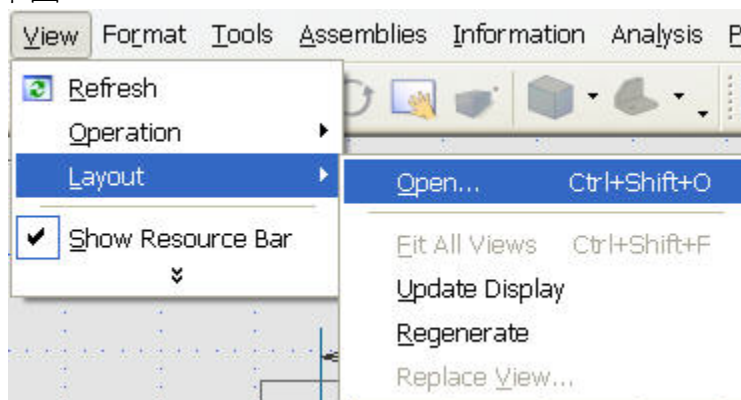 View Format Tools Assemblies Information Analysis P
Refresh
Operation
Layout
Open... Ctrl+Shift+O
Show Resource Bar
Fit All Views Ctrl+Shift+F
Update Display
Regenerate
Replace View...